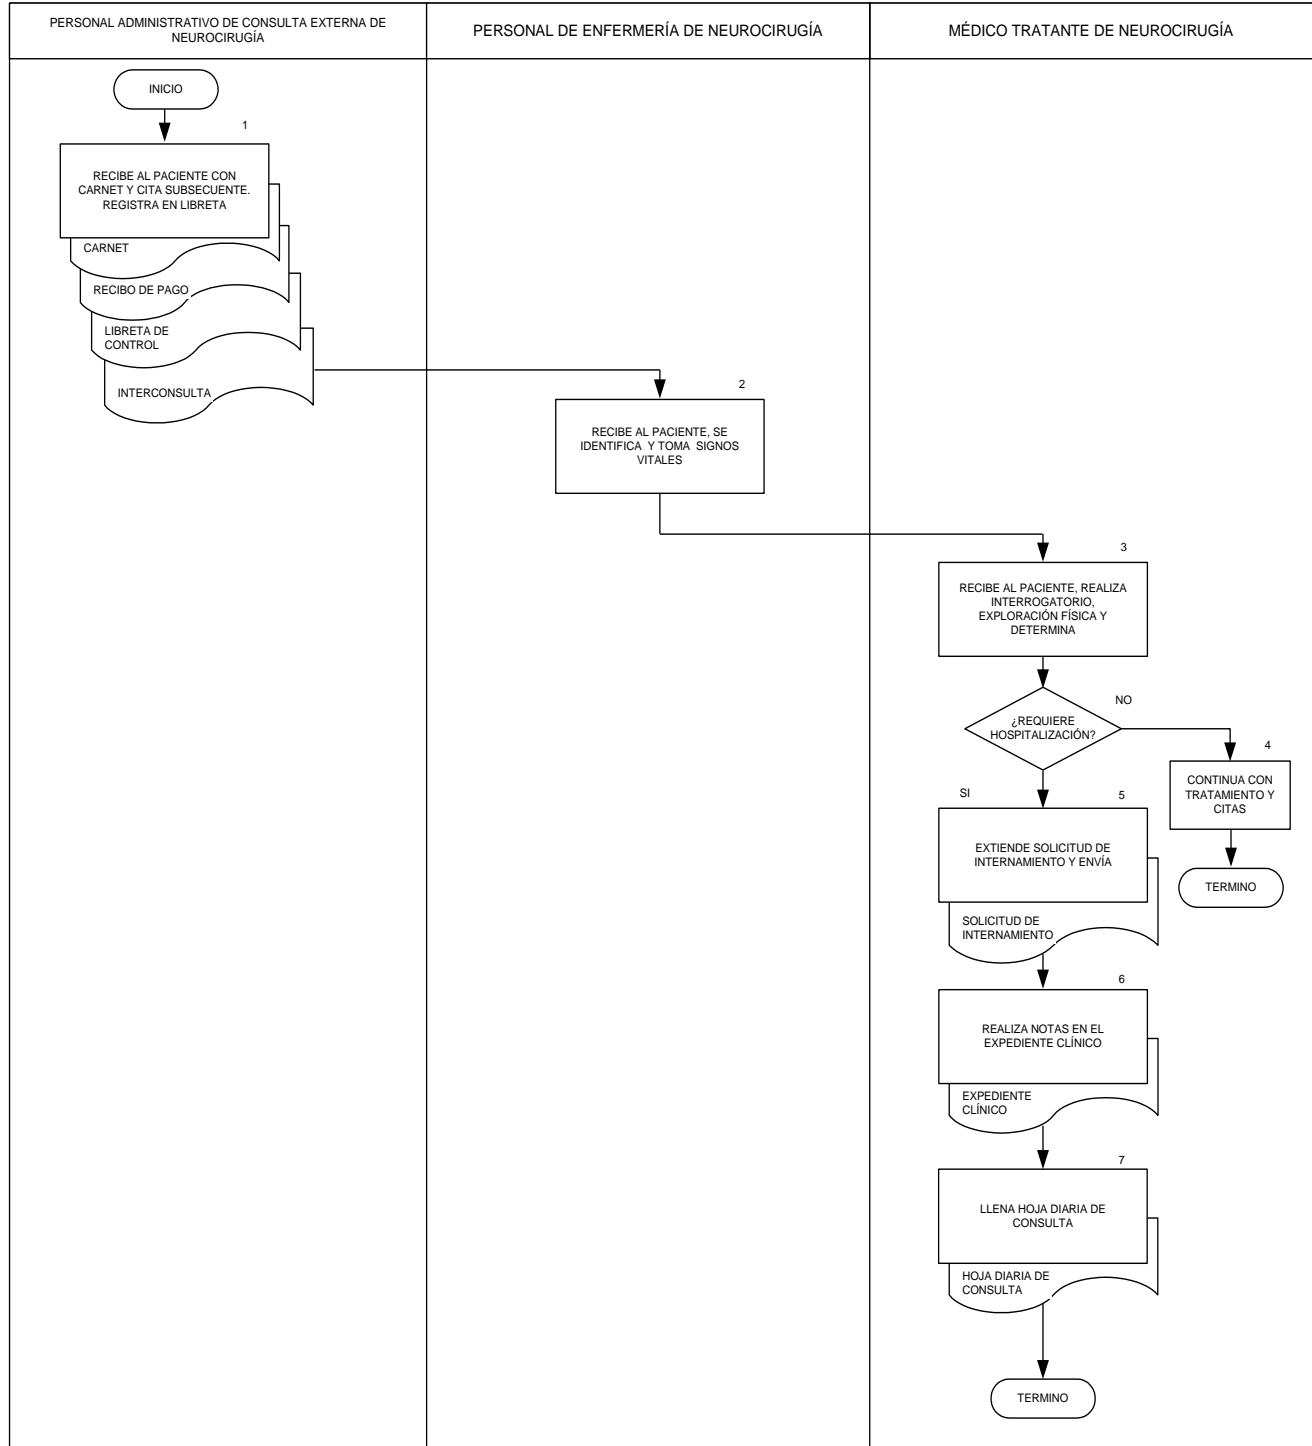 PERSONAL ADMINISTRATIVO DE CONSULTA EXTERNA DE
NEUROCIRUGÍA
PERSONAL DE ENFERMERÍA DE NEUROCIRUGÍA
MÉDICO TRATANTE DE NEUROCIRUGÍA
INICIO
1
RECIBE AL PACIENTE CON
CARNET Y CITA SUBSECUENTE.
REGISTRA EN LIBRETA
CARNET
RECIBO DE PAGO
LIBRETA DE
CONTROL
INTERCONSULTA
2
RECIBE AL PACIENTE, SE
IDENTIFICA Y TOMA SIGNOS
VITALES
3
RECIBE AL PACIENTE, REALIZA
INTERROGATORIO,
EXPLORACIÓN FÍSICA Y
DETERMINA
¿REQUIERE
HOSPITALIZACIÓN?
NO
4
CONTINUA CON
TRATAMIENTO Y
CITAS
TERMINO
SI
5
EXTIENDE SOLICITUD DE
INTERNAMIENTO Y ENVÍA
SOLICITUD DE
INTERNAMIENTO
6
REALIZA NOTAS EN EL
EXPEDIENTE CLÍNICO
EXPEDIENTE
CLÍNICO
7
LLENA HOJA DIARIA DE
CONSULTA
HOJA DIARIA DE
CONSULTA
TERMINO